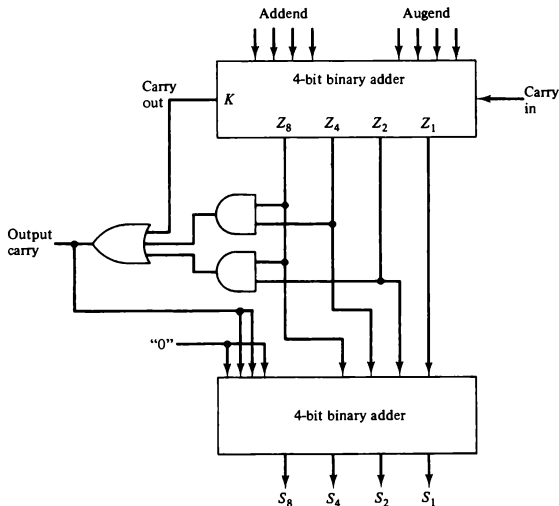 Addend Augend
4-bit binary adder
Carry
out
K
Carry
in
Z8 Z4 Z2 Z1
Output
carry
"0"
4-bit binary adder
S8 S4 S2 S1